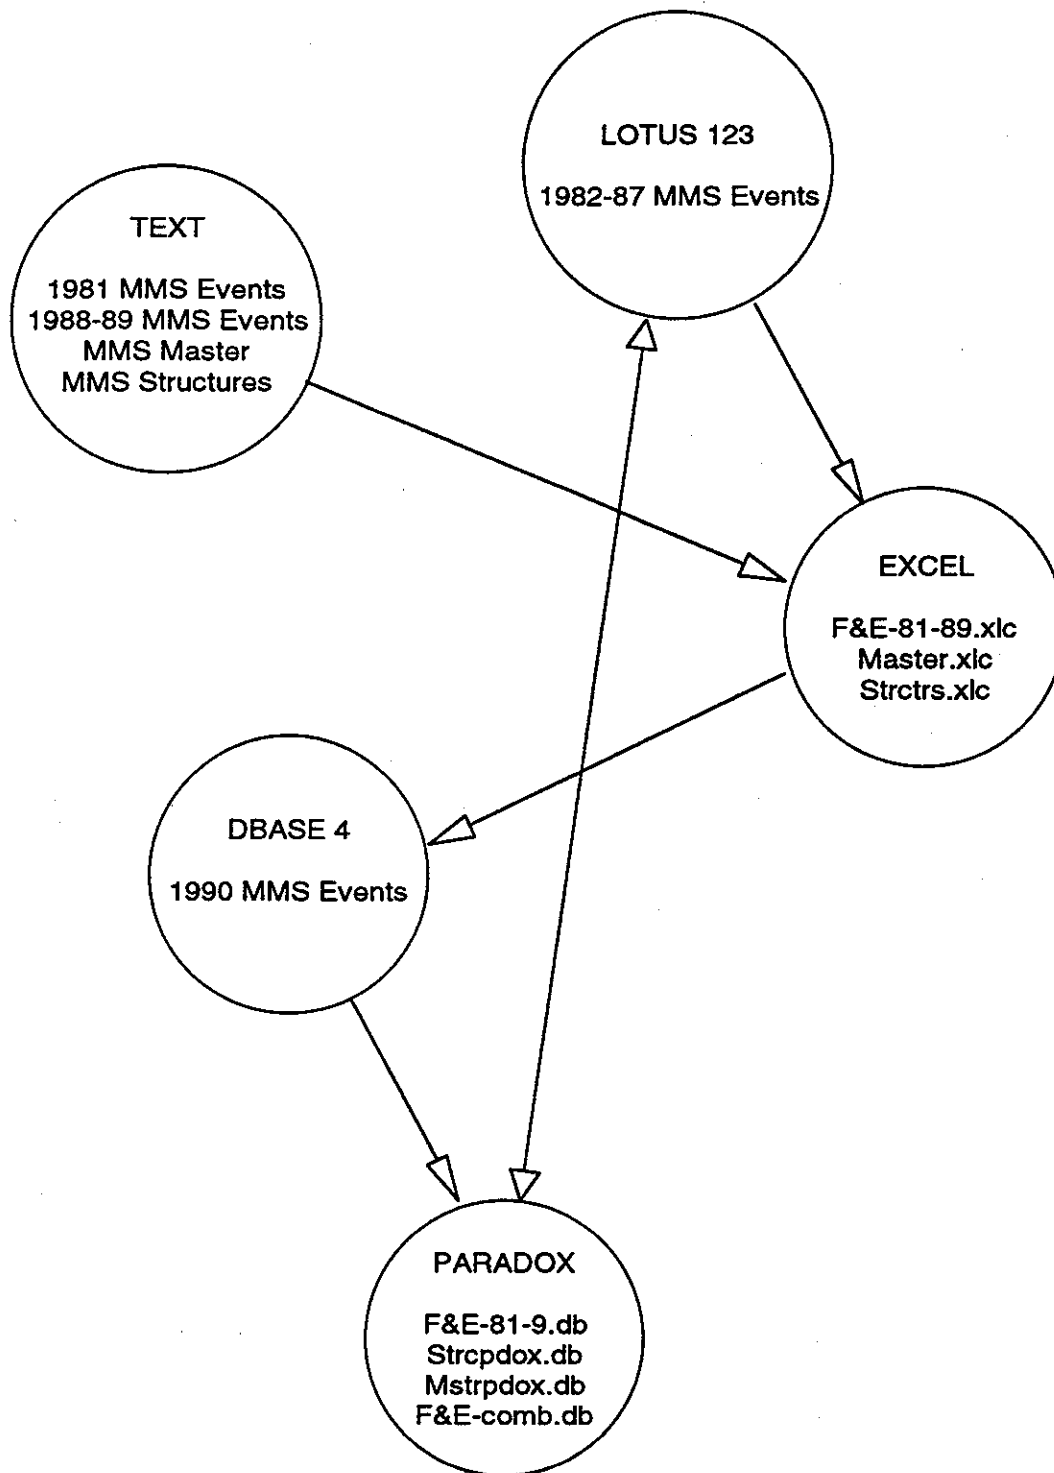 LOTUS 123
1982-87 MMS Events
TEXT
1981 MMS Events
1988-89 MMS Events
MMS Master
MMS Structures
EXCEL
F&E-81-89.xlc
Master.xlc
Strctrs.xlc
DBASE 4
1990 MMS Events
PARADOX
F&E-81-9.db
Strcpdox.db
Mstrpdox.db
F&E-comb.db